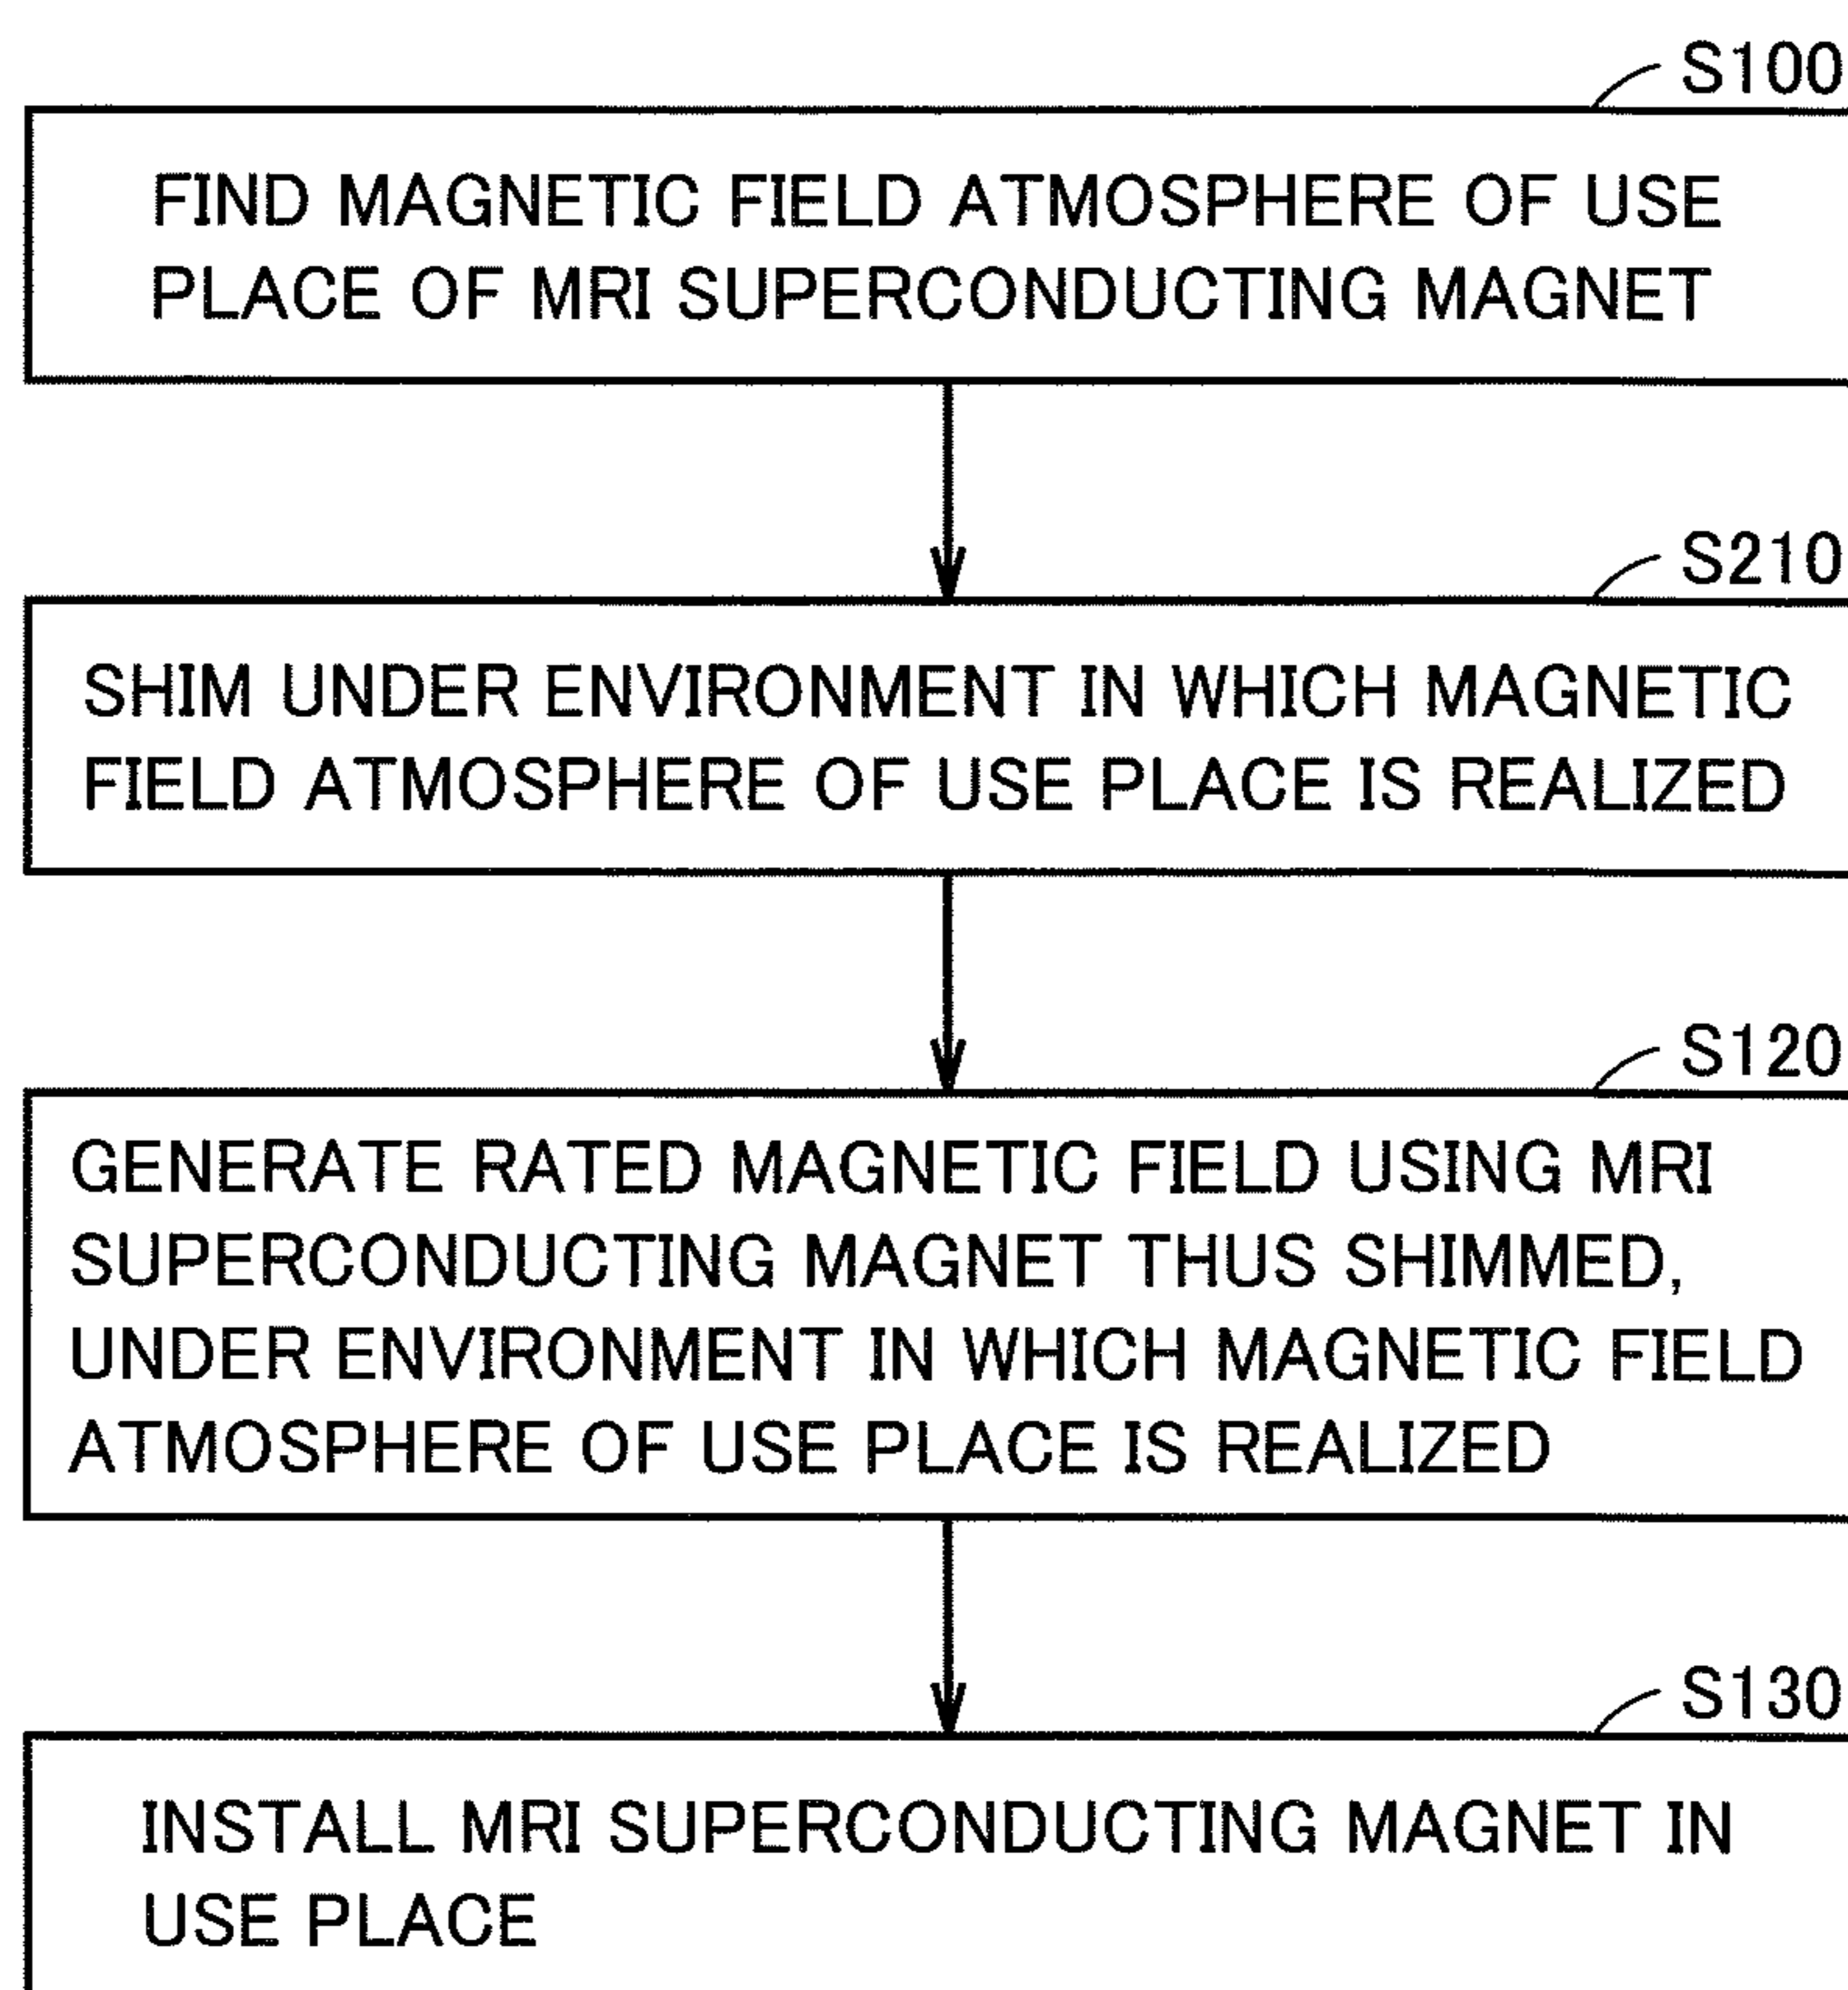 S100
FIND MAGNETIC FIELD ATMOSPHERE OF USE
PLACE OF MRI SUPERCONDUCTING MAGNET
S210
SHIM UNDER ENVIRONMENT IN WHICH MAGNETIC
FIELD ATMOSPHERE OF USE PLACE IS REALIZED
S120
GENERATE RATED MAGNETIC FIELD USING MRI
SUPERCONDUCTING MAGNET THUS SHIMMED,
UNDER ENVIRONMENT IN WHICH MAGNETIC FIELD
ATMOSPHERE OF USE PLACE IS REALIZED
S130
INSTALL MRI SUPERCONDUCTING MAGNET IN
USE PLACE